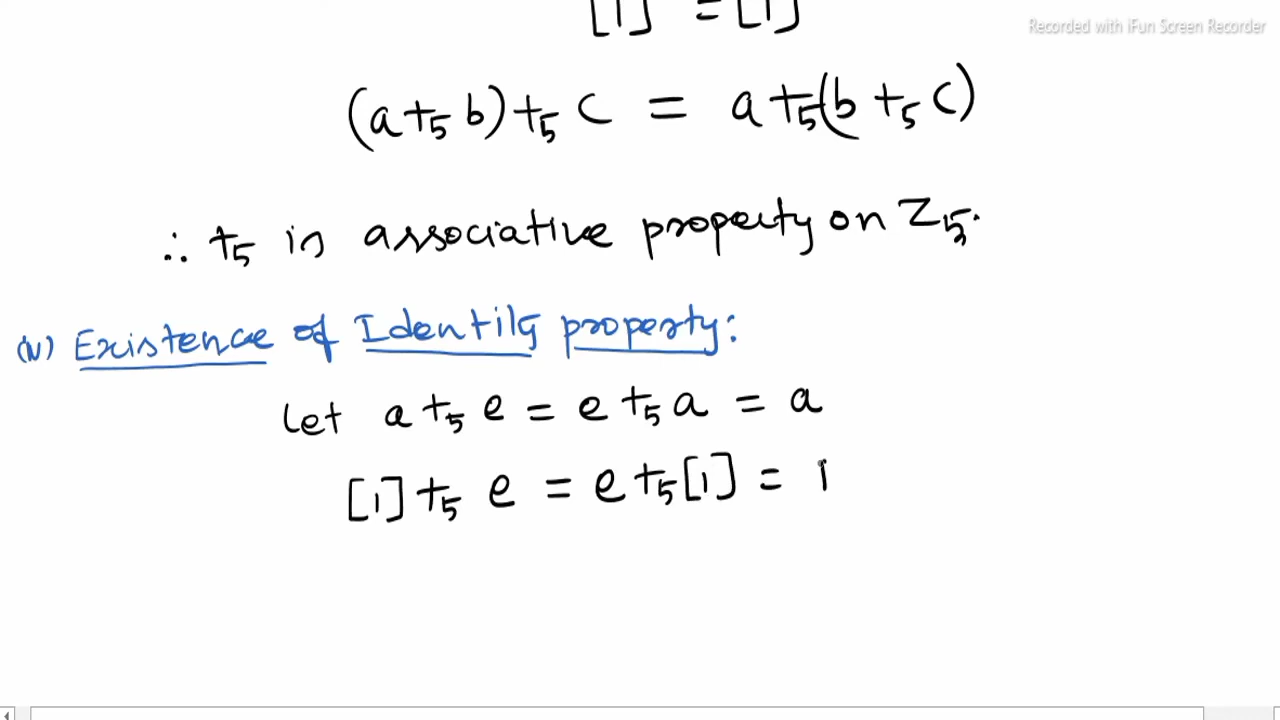 [1] = [1]
Recorded with iFun Screen Recorder
(a +₅ b) +₅ c = a +₅ (b +₅ c)
∴ +₅ is associative property on Z₅.
(iv) Existence of Identity property:
Let a +₅ e = e +₅ a = a
[1] +₅ e = e +₅ [1] = 1